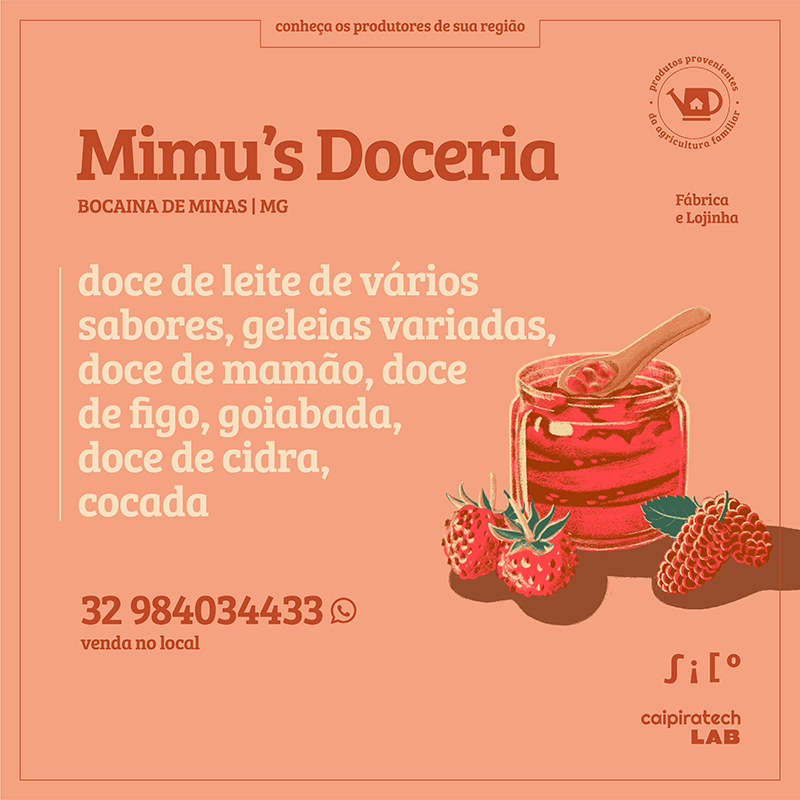 conheça os produtores de sua região
produtos provenientes
da agricultura familiar
Mimu's Doceria
BOCAINA DE MINAS | MG
Fábrica
e Lojinha
doce de leite de vários
sabores, geleias variadas,
doce de mamão, doce
de figo, goiabada,
doce de cidra,
cocada
32 984034433
venda no local
silo
caipiratech
LAB